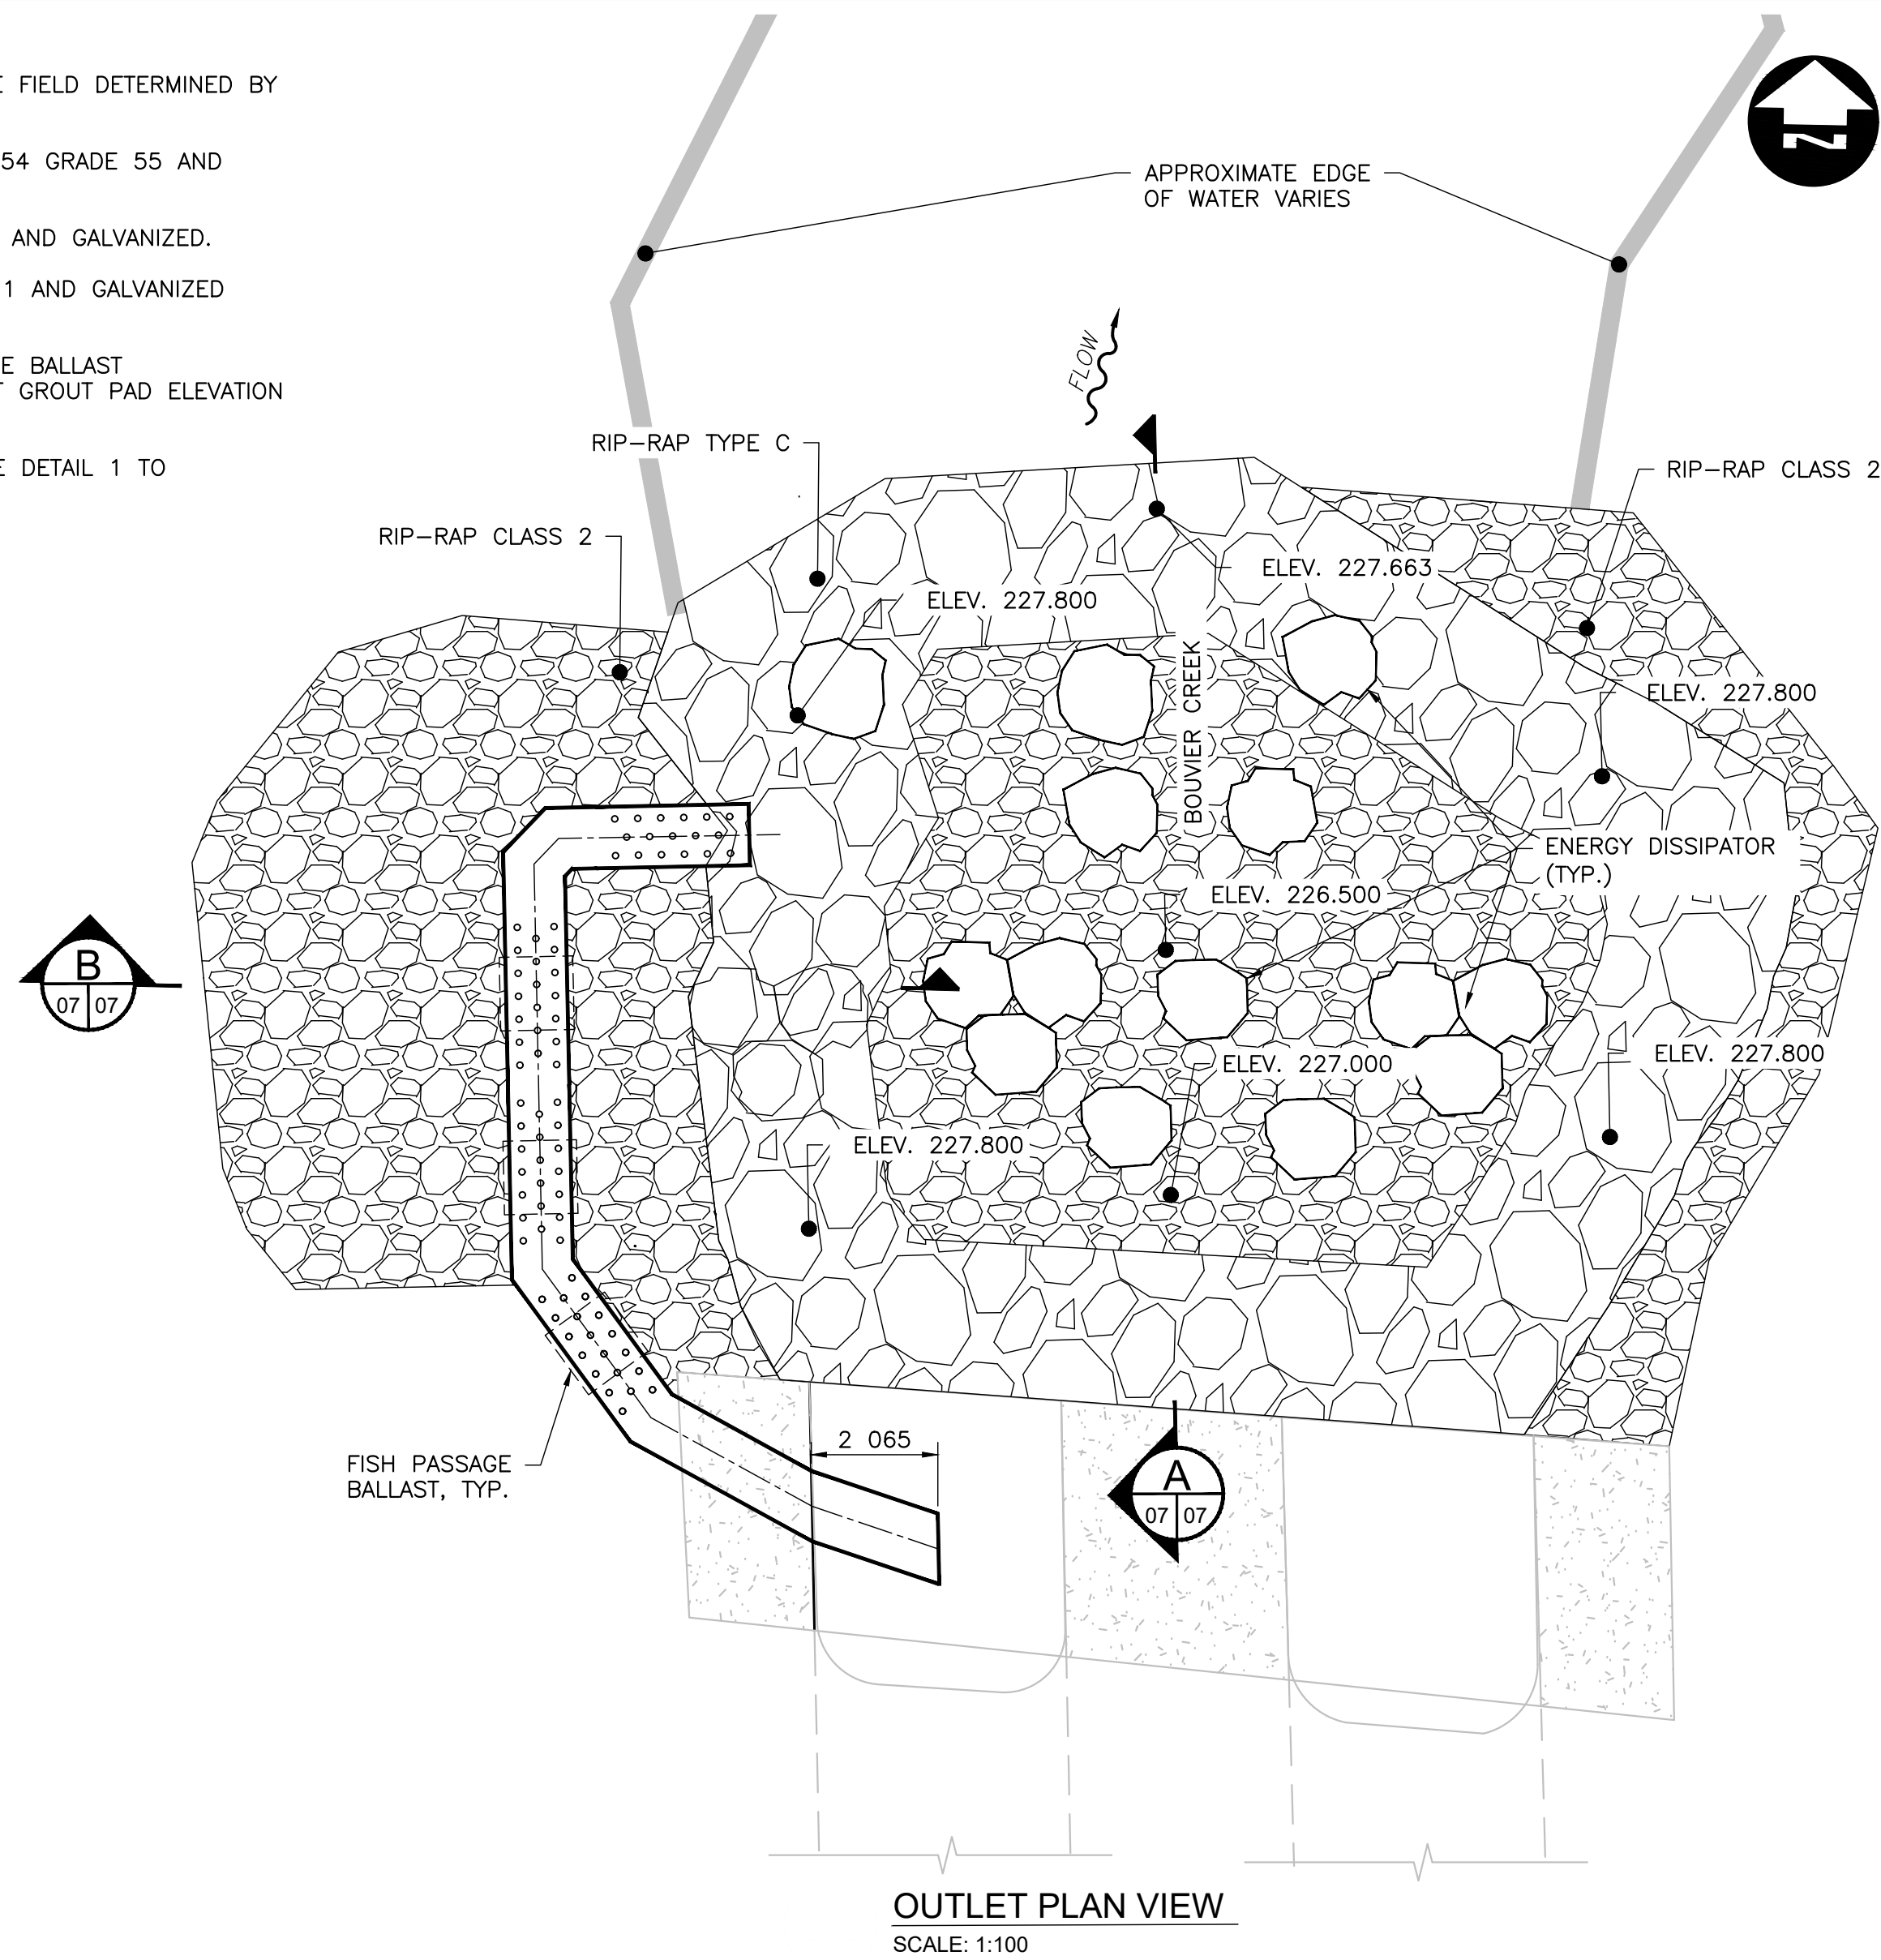 E FIELD DETERMINED BY
54 GRADE 55 AND
AND GALVANIZED.
1 AND GALVANIZED
E BALLAST
T GROUT PAD ELEVATION
E DETAIL 1 TO
N
APPROXIMATE EDGE
OF WATER VARIES
FLOW
RIP-RAP TYPE C
RIP-RAP CLASS 2
RIP-RAP CLASS 2
ELEV. 227.663
ELEV. 227.800
BOUVIER CREEK
ELEV. 227.800
ENERGY DISSIPATOR
(TYP.)
ELEV. 226.500
B
07 07
ELEV. 227.800
ELEV. 227.000
ELEV. 227.800
2 065
FISH PASSAGE
BALLAST, TYP.
A
07 07
OUTLET PLAN VIEW
SCALE: 1:100